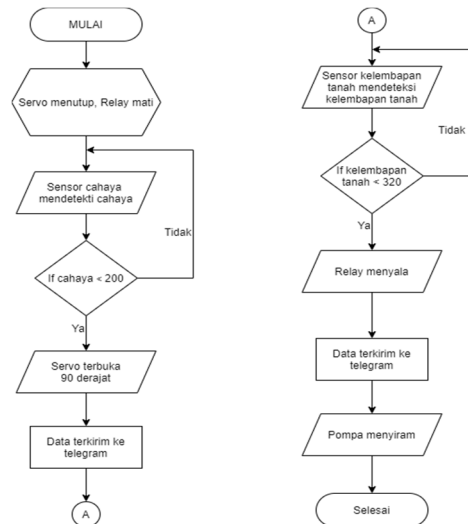 MULAI
Servo menutup, Relay mati
Sensor cahaya
mendetekti cahaya
Tidak
If cahaya < 200
Ya
Servo terbuka
90 derajat
Data terkirim ke
telegram
A
A
Sensor kelembapan
tanah mendeteksi
kelembapan tanah
Tidak
If kelembapan
tanah < 320
Ya
Relay menyala
Data terkirim ke
telegram
Pompa menyiram
Selesai